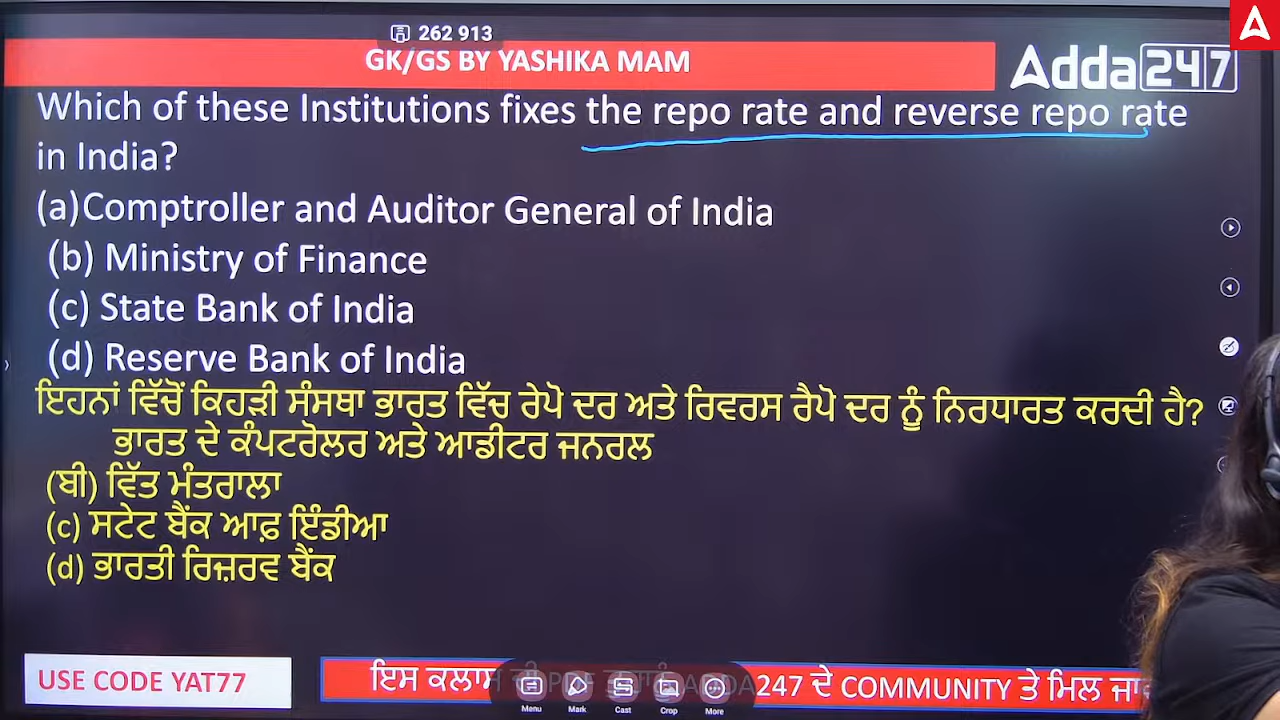 262 913
GK/GS BY YASHIKA MAM
Adda247
Which of these Institutions fixes the repo rate and reverse repo rate
in India?
(a)Comptroller and Auditor General of India
(b) Ministry of Finance
(c) State Bank of India
(d) Reserve Bank of India
ਇਹਨਾਂ ਵਿੱਚੋਂ ਕਿਹੜੀ ਸੰਸਥਾ ਭਾਰਤ ਵਿੱਚ ਰੇਪੋ ਦਰ ਅਤੇ ਰਿਵਰਸ ਰੈਪੋ ਦਰ ਨੂੰ ਨਿਰਧਾਰਤ ਕਰਦੀ ਹੈ?
ਭਾਰਤ ਦੇ ਕੰਪਟਰੋਲਰ ਅਤੇ ਆਡੀਟਰ ਜਨਰਲ
(ਬੀ) ਵਿੱਤ ਮੰਤਰਾਲਾ
(c) ਸਟੇਟ ਬੈਂਕ ਆਫ਼ ਇੰਡੀਆ
(d) ਭਾਰਤੀ ਰਿਜ਼ਰਵ ਬੈਂਕ
USE CODE YAT77
ਇਸ ਕਲਾਸ PDF ADDA247 ਦੇ COMMUNITY ਤੇ ਮਿਲ
Menu Mark Cast Crop More